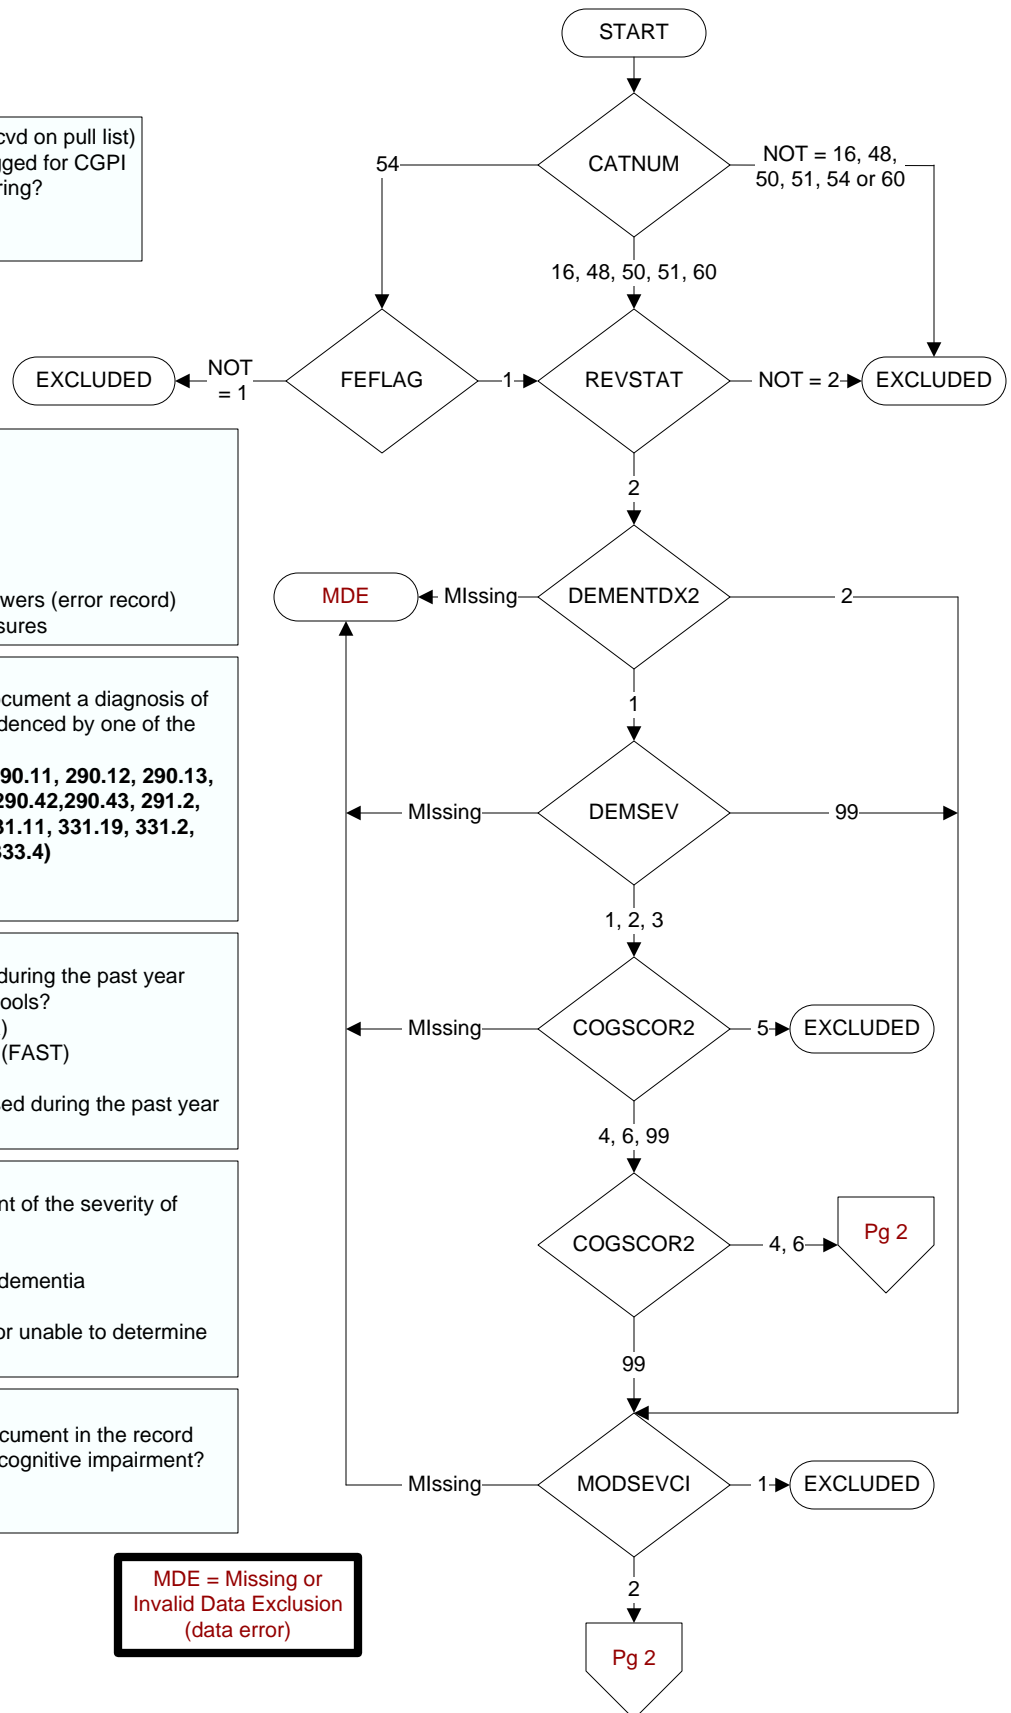 START
cvd on pull list)
gged for CGPI
ring?
54
CATNUM
NOT = 16, 48,
50, 51, 54 or 60
16, 48, 50, 51, 60
EXCLUDED
NOT
= 1
FEFLAG
1
REVSTAT
NOT = 2
EXCLUDED
2
wers (error record)
sures
MDE
MIssing
DEMENTDX2
2
1
cument a diagnosis of
denced by one of the
90.11, 290.12, 290.13,
290.42,290.43, 291.2,
31.11, 331.19, 331.2,
333.4)
MIssing
DEMSEV
99
1, 2, 3
during the past year
ools?
)
(FAST)
sed during the past year
MIssing
COGSCOR2
5
EXCLUDED
4, 6, 99
nt of the severity of
dementia
or unable to determine
COGSCOR2
4, 6
Pg 2
99
cument in the record
cognitive impairment?
MIssing
MODSEVCI
1
EXCLUDED
MDE = Missing or
Invalid Data Exclusion
(data error)
2
Pg 2